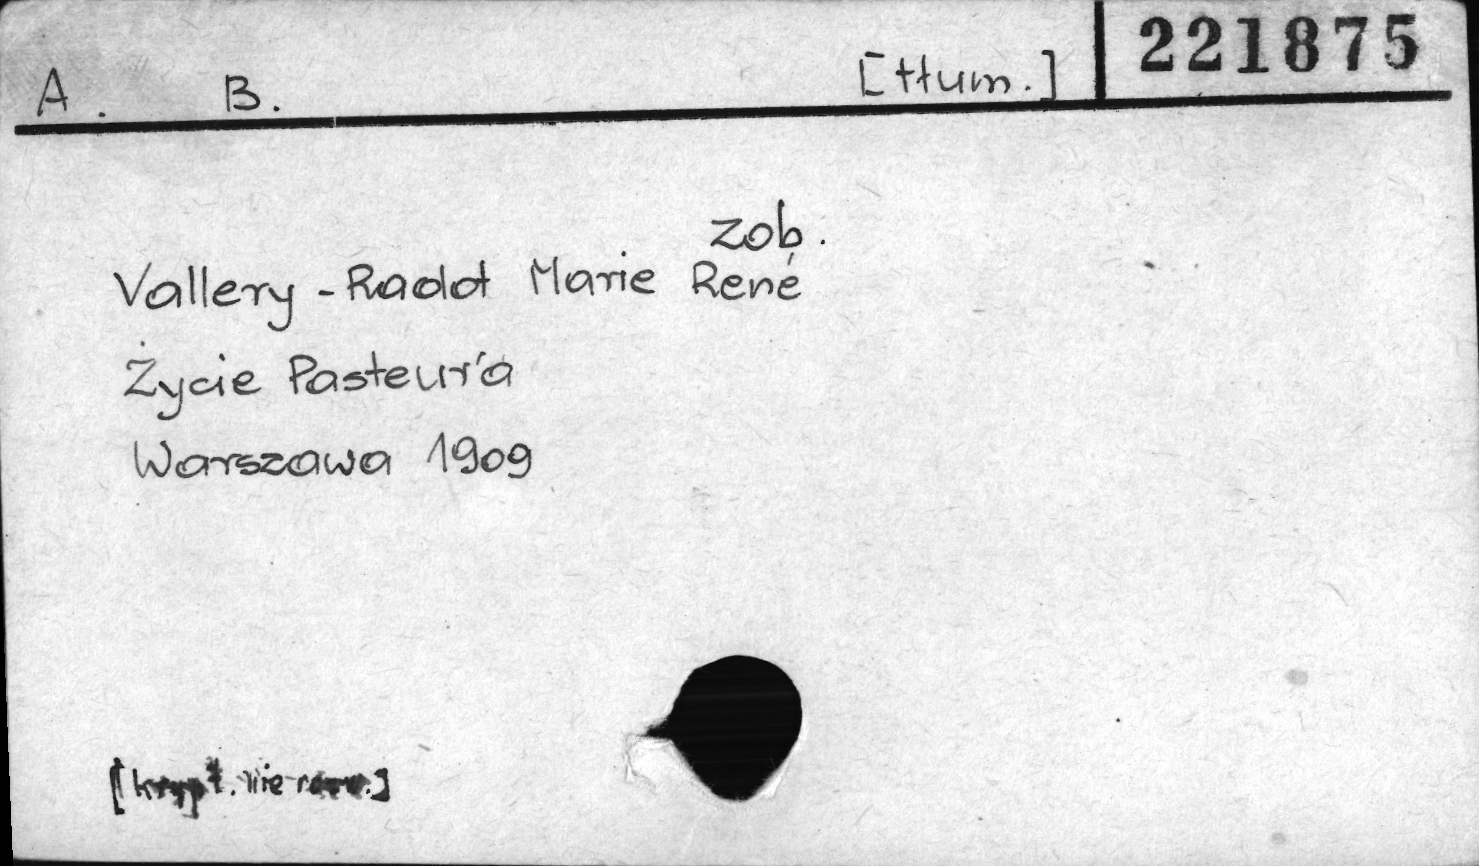 A. B. [tłum.] 221875
zob.
Vallery-Radot Marie René
Życie Pasteur'a
Warszawa 1909
[krypt. nie rozw.]